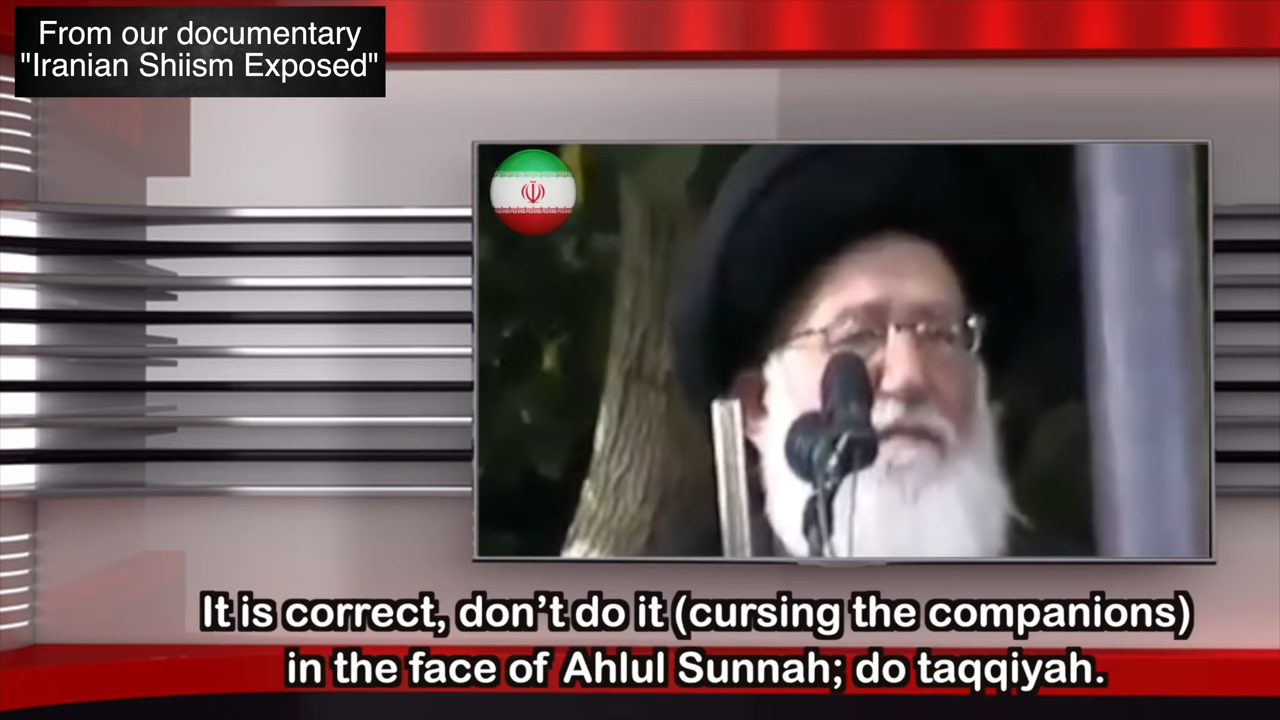 From our documentary
"Iranian Shiism Exposed"
It is correct, don't do it (cursing the companions)
in the face of Ahlul Sunnah; do taqqiyah.